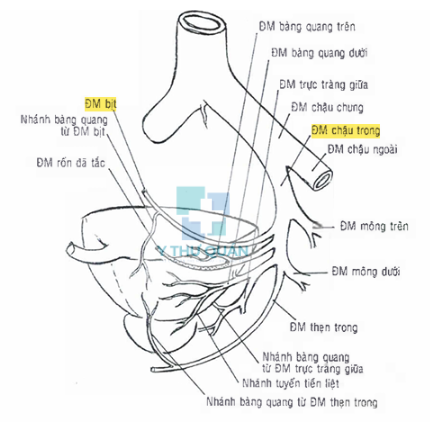 ĐM bàng quang trên
ĐM bàng quang dưới
ĐM trực tràng giữa
ĐM chậu chung
ĐM chậu trong
ĐM chậu ngoài
ĐM bịt
Nhánh bàng quang
từ ĐM bịt
ĐM rốn đã tắc
Y THƯ QUÁN
ĐM mông trên
ĐM mông dưới
ĐM thẹn trong
Nhánh bàng quang
từ ĐM trực tràng giữa
Nhánh tuyến tiền liệt
Nhánh bàng quang từ ĐM thẹn trong